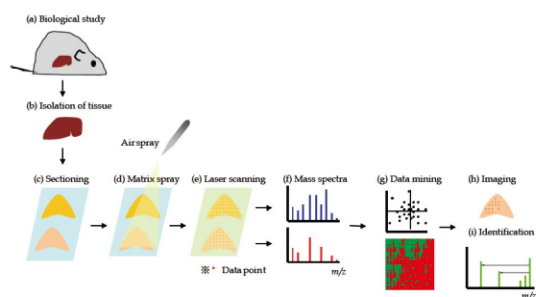 (a) Biological study
(b) Isolation of tissue
Air spray
(c) Sectioning
(d) Matrix spray
(e) Laser scanning
(f) Mass spectra
(g) Data mining
(h) Imaging
(i) Identification
Data point
m/z
m/z